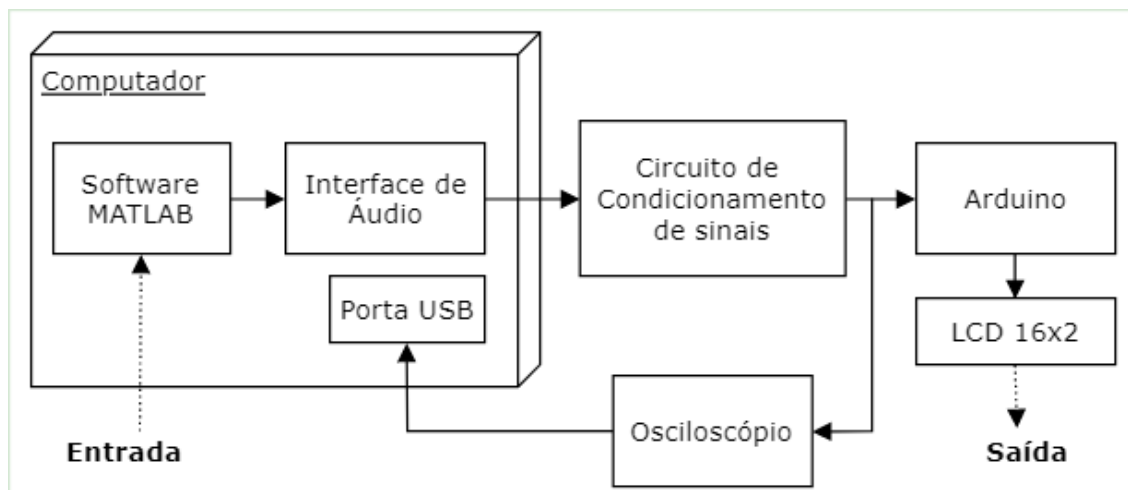 Computador
Software
MATLAB
Interface de
Áudio
Circuito de
Condicionamento
de sinais
Arduino
Porta USB
LCD 16x2
Osciloscópio
Entrada
Saída